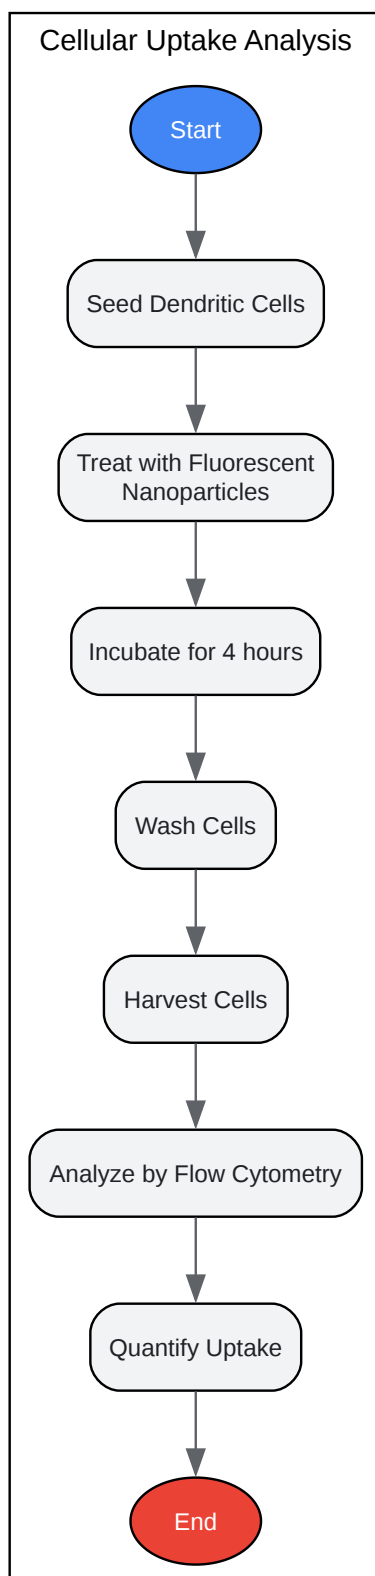 Cellular Uptake Analysis
Start
Seed Dendritic Cells
Treat with Fluorescent
Nanoparticles
Incubate for 4 hours
Wash Cells
Harvest Cells
Analyze by Flow Cytometry
Quantify Uptake
End